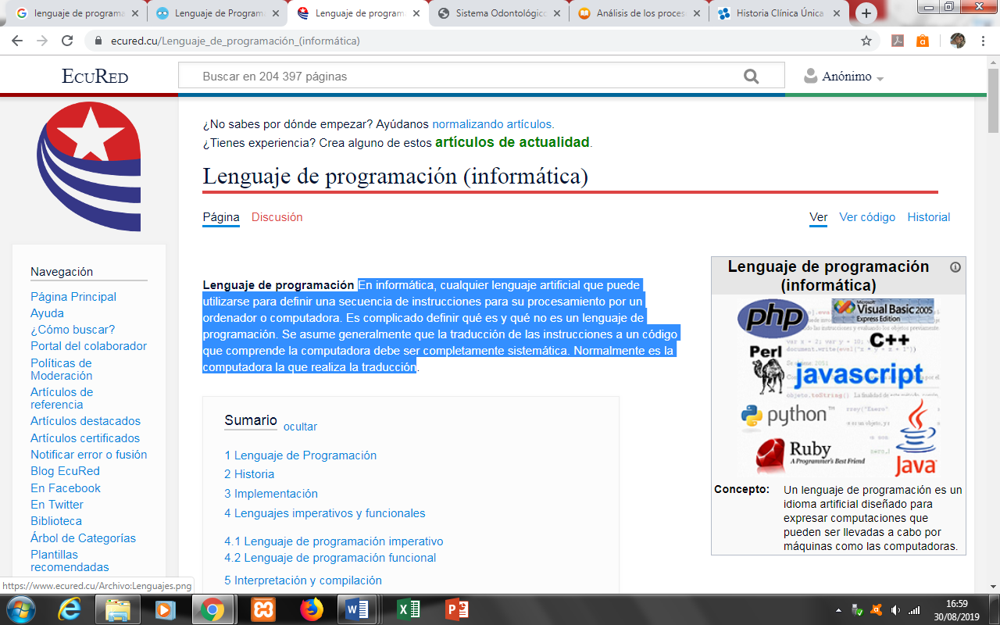 lenguaje de programa
Lenguaje de Programa
Lenguaje de program
Sistema Odontológico
Análisis de los proces
Historia Clínica Única
ecured.cu/Lenguaje_de_programación_(informática)
EcuRed
Buscar en 204 397 páginas
Anónimo
¿No sabes por dónde empezar? Ayúdanos normalizando artículos.
¿Tienes experiencia? Crea alguno de estos artículos de actualidad.
Lenguaje de programación (informática)
Página Discusión
Ver Ver código Historial
Navegación
Página Principal
Ayuda
¿Cómo buscar?
Portal del colaborador
Políticas de
Moderación
Artículos de
referencia
Artículos destacados
Artículos certificados
Notificar error o fusión
Blog EcuRed
En Facebook
En Twitter
Biblioteca
Árbol de Categorías
Plantillas
recomendadas
https://www.ecured.cu/Archivo:Lenguajes.png
Lenguaje de programación En informática, cualquier lenguaje artificial que puede
utilizarse para definir una secuencia de instrucciones para su procesamiento por un
ordenador o computadora. Es complicado definir qué es y qué no es un lenguaje de
programación. Se asume generalmente que la traducción de las instrucciones a un código
que comprende la computadora debe ser completamente sistemática. Normalmente es la
computadora la que realiza la traducción.
Sumario ocultar
1 Lenguaje de Programación
2 Historia
3 Implementación
4 Lenguajes imperativos y funcionales
4.1 Lenguaje de programación imperativo
4.2 Lenguaje de programación funcional
5 Interpretación y compilación
Lenguaje de programación
(informática)
php
Microsoft
Visual Basic 2005
Express Edition
C++
Perl
javascript
python™
Ruby
A Programmer's Best Friend
Java
Concepto: Un lenguaje de programación es un
idioma artificial diseñado para
expresar computaciones que
pueden ser llevadas a cabo por
máquinas como las computadoras.
16:59
30/08/2019